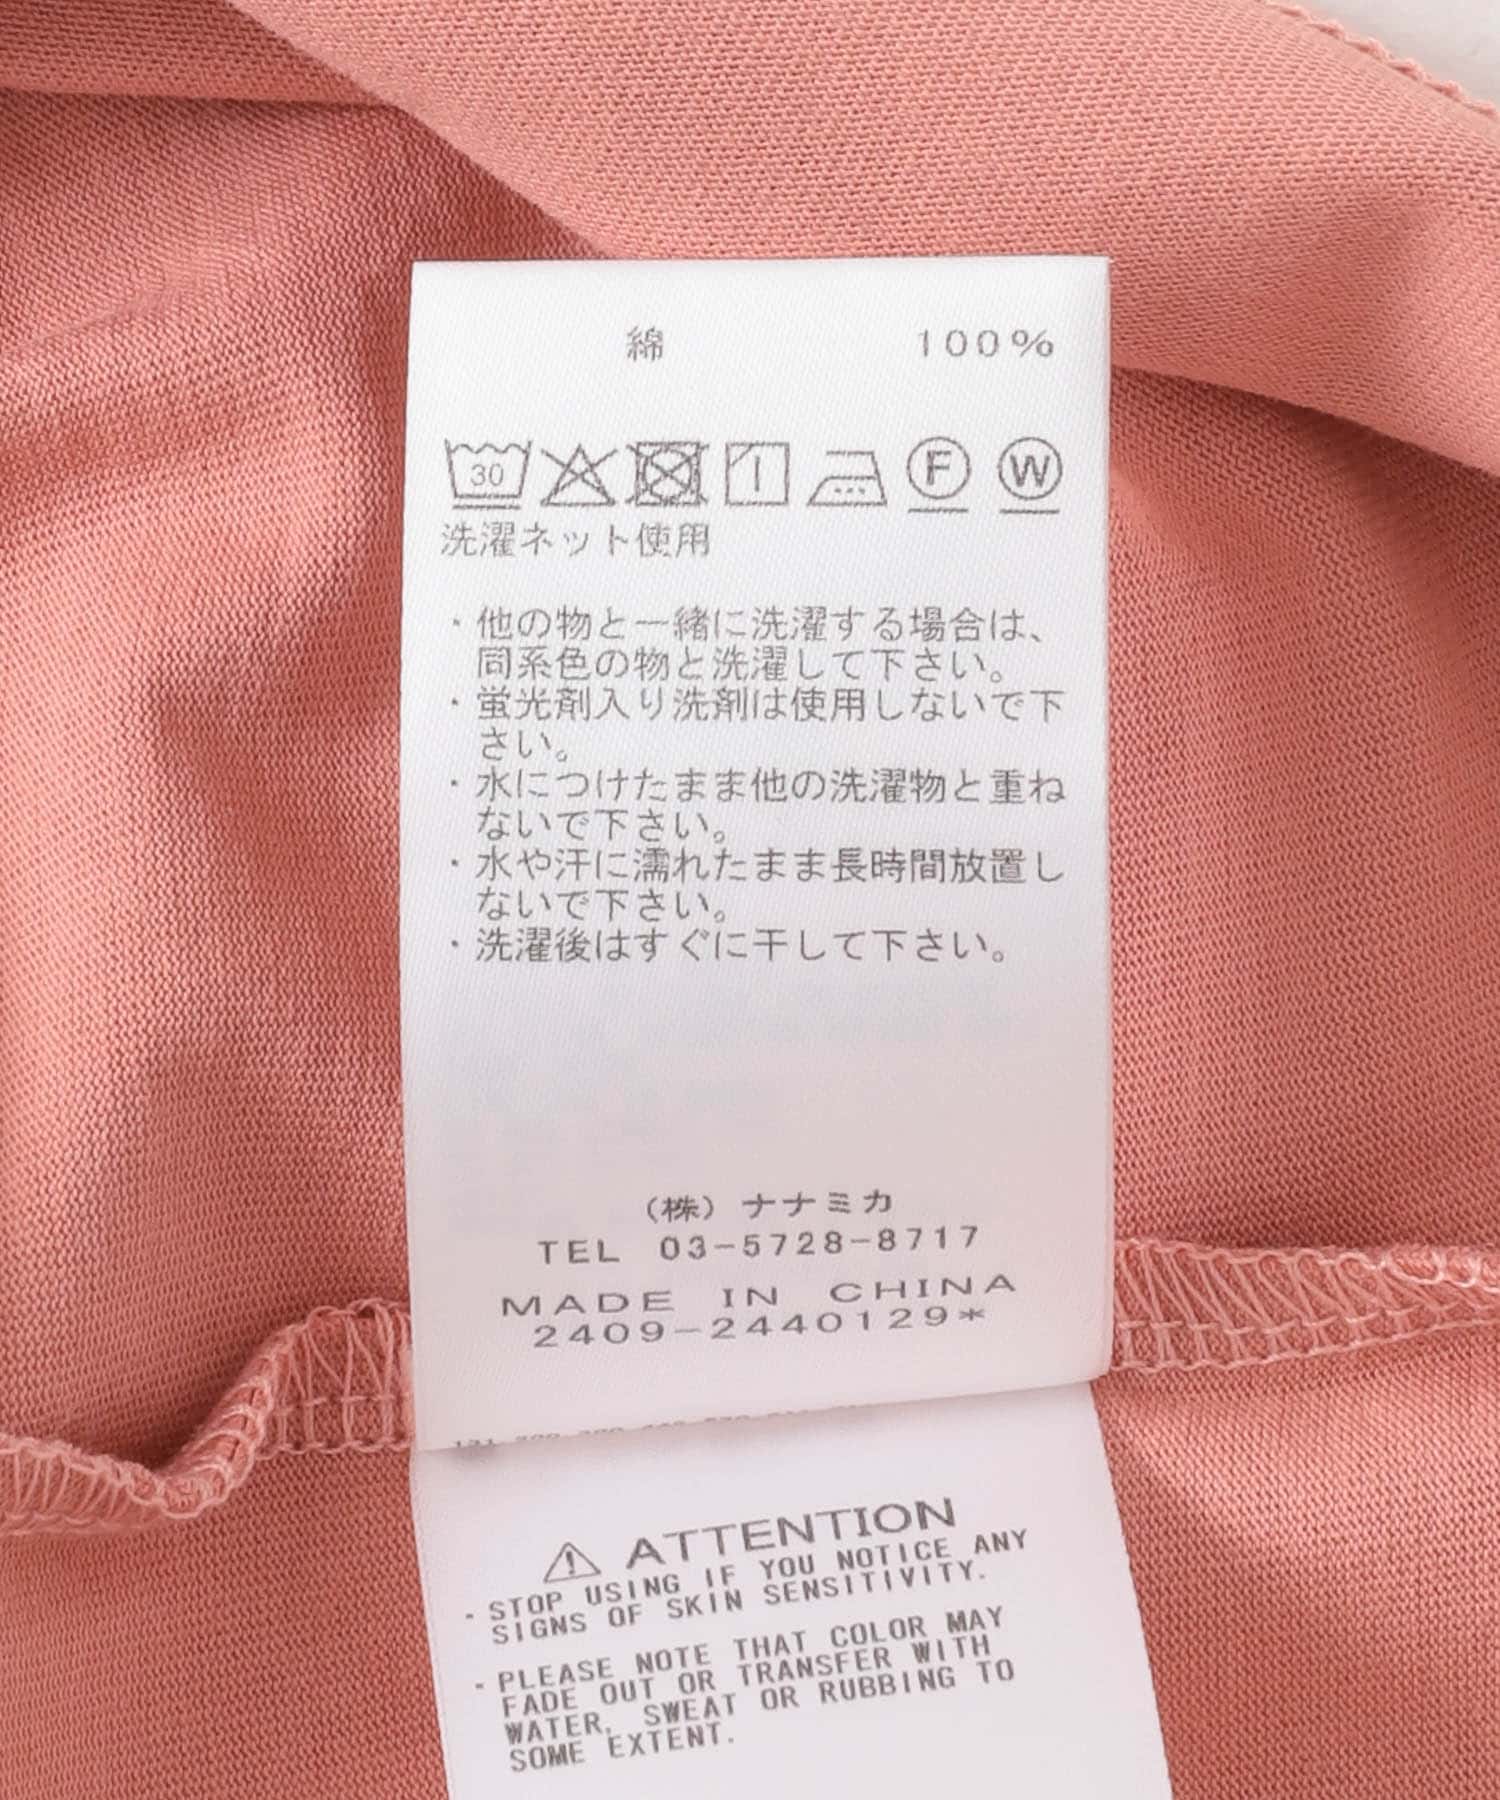 綿 100%
30 F W
洗濯ネット使用
・他の物と一緒に洗濯する場合は、
同系色の物と洗濯して下さい。
・蛍光剤入り洗剤は使用しないで下
さい。
・水につけたまま他の洗濯物と重ね
ないで下さい。
・水や汗に濡れたまま長時間放置し
ないで下さい。
・洗濯後はすぐに干して下さい。
(株)ナナミカ
TEL 03-5728-8717
MADE IN CHINA
2409-2440129*
ATTENTION
・STOP USING IF YOU NOTICE ANY
SIGNS OF SKIN SENSITIVITY.
・PLEASE NOTE THAT COLOR MAY
FADE OUT OR TRANSFER WITH
WATER, SWEAT OR RUBBING TO
SOME EXTENT.